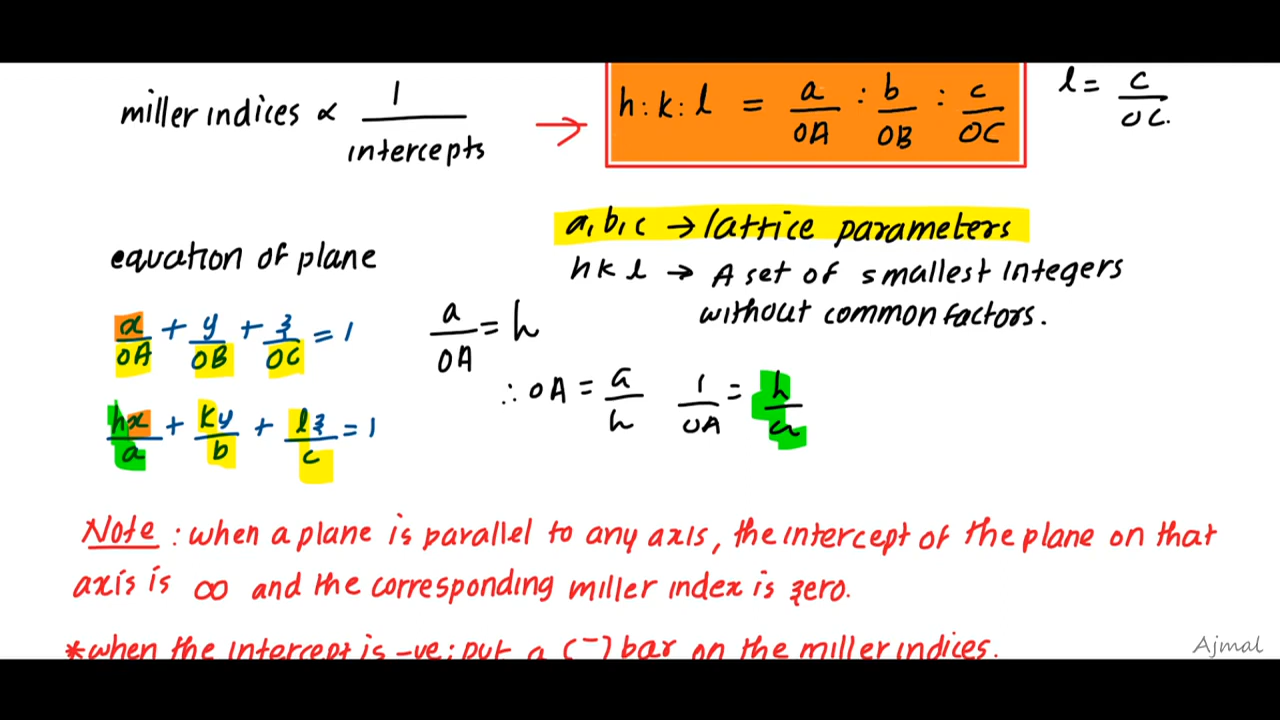 miller indices ∝ 1/intercepts → h : k : l = a/OA : b/OB : c/OC l = c/OC.
a, b, c → lattice parameters
equation of plane
h k l → A set of smallest integers without common factors.
x/OA + y/OB + z/OC = 1
a/OA = h
∴ OA = a/h 1/OA = h/a
hx/a + ky/b + lz/c = 1
Note : when a plane is parallel to any axis, the intercept of the plane on that
axis is ∞ and the corresponding miller index is zero.
*when the intercept is -ve; put a (-) bar on the miller indices.
Ajmal